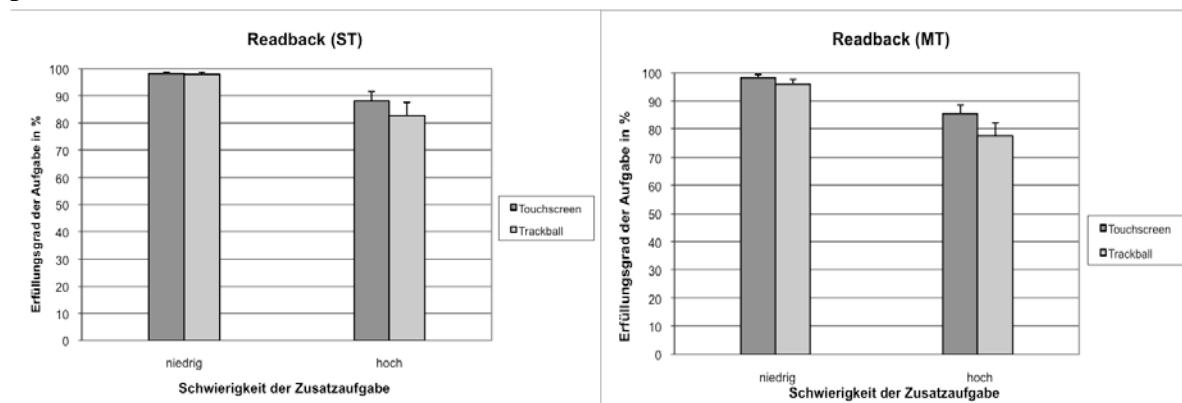 Readback (ST)
Erfüllungsgrad der Aufgabe in %
100
90
80
70
60
50
40
30
20
10
0
niedrig hoch
Schwierigkeit der Zusatzaufgabe
Touchscreen
Trackball
Readback (MT)
Erfüllungsgrad der Aufgabe in %
100
90
80
70
60
50
40
30
20
10
0
niedrig hoch
Schwierigkeit der Zusatzaufgabe
Touchscreen
Trackball